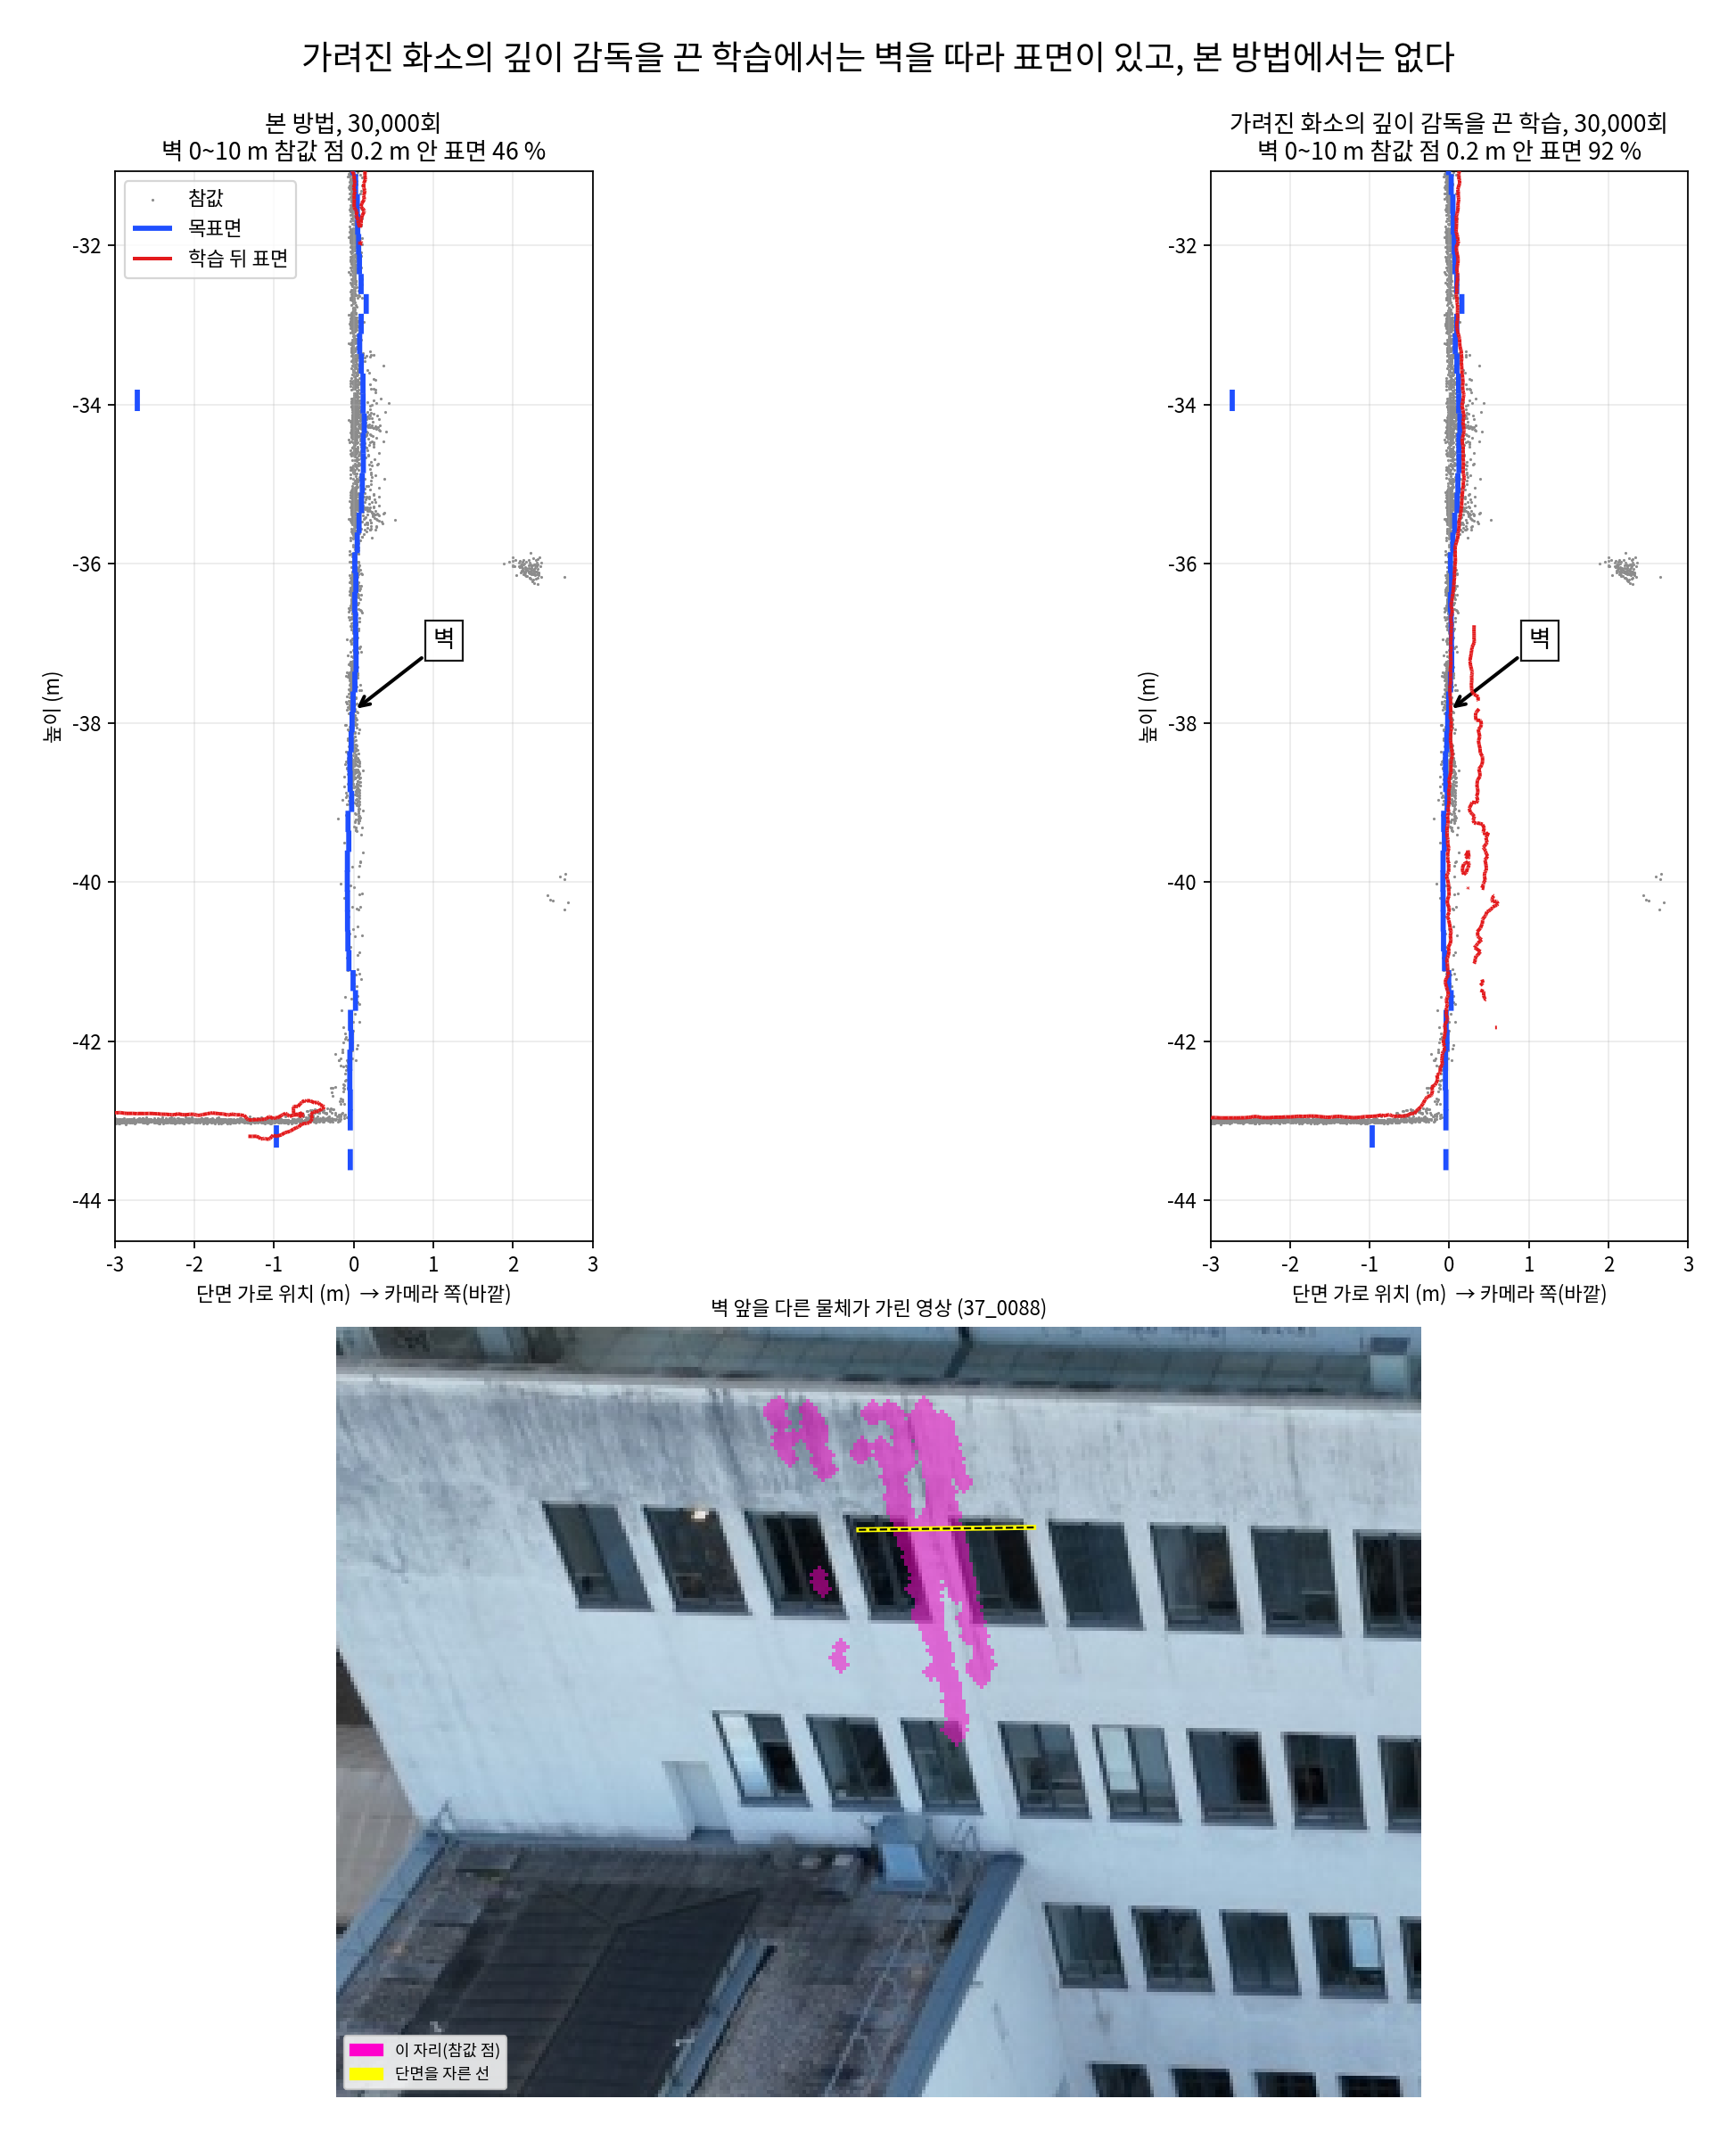 가려진 화소의 깊이 감독을 끈 학습에서는 벽을 따라 표면이 있고, 본 방법에서는 없다
본 방법, 30,000회
벽 0~10 m 참값 점 0.2 m 안 표면 46 %
참값
목표면
학습 뒤 표면
벽
-32
-34
-36
-38
-40
-42
-44
높이 (m)
-3 -2 -1 0 1 2 3
단면 가로 위치 (m) → 카메라 쪽(바깥)
가려진 화소의 깊이 감독을 끈 학습, 30,000회
벽 0~10 m 참값 점 0.2 m 안 표면 92 %
벽
-32
-34
-36
-38
-40
-42
-44
높이 (m)
-3 -2 -1 0 1 2 3
단면 가로 위치 (m) → 카메라 쪽(바깥)
벽 앞을 다른 물체가 가린 영상 (37_0088)
이 자리(참값 점)
단면을 자른 선